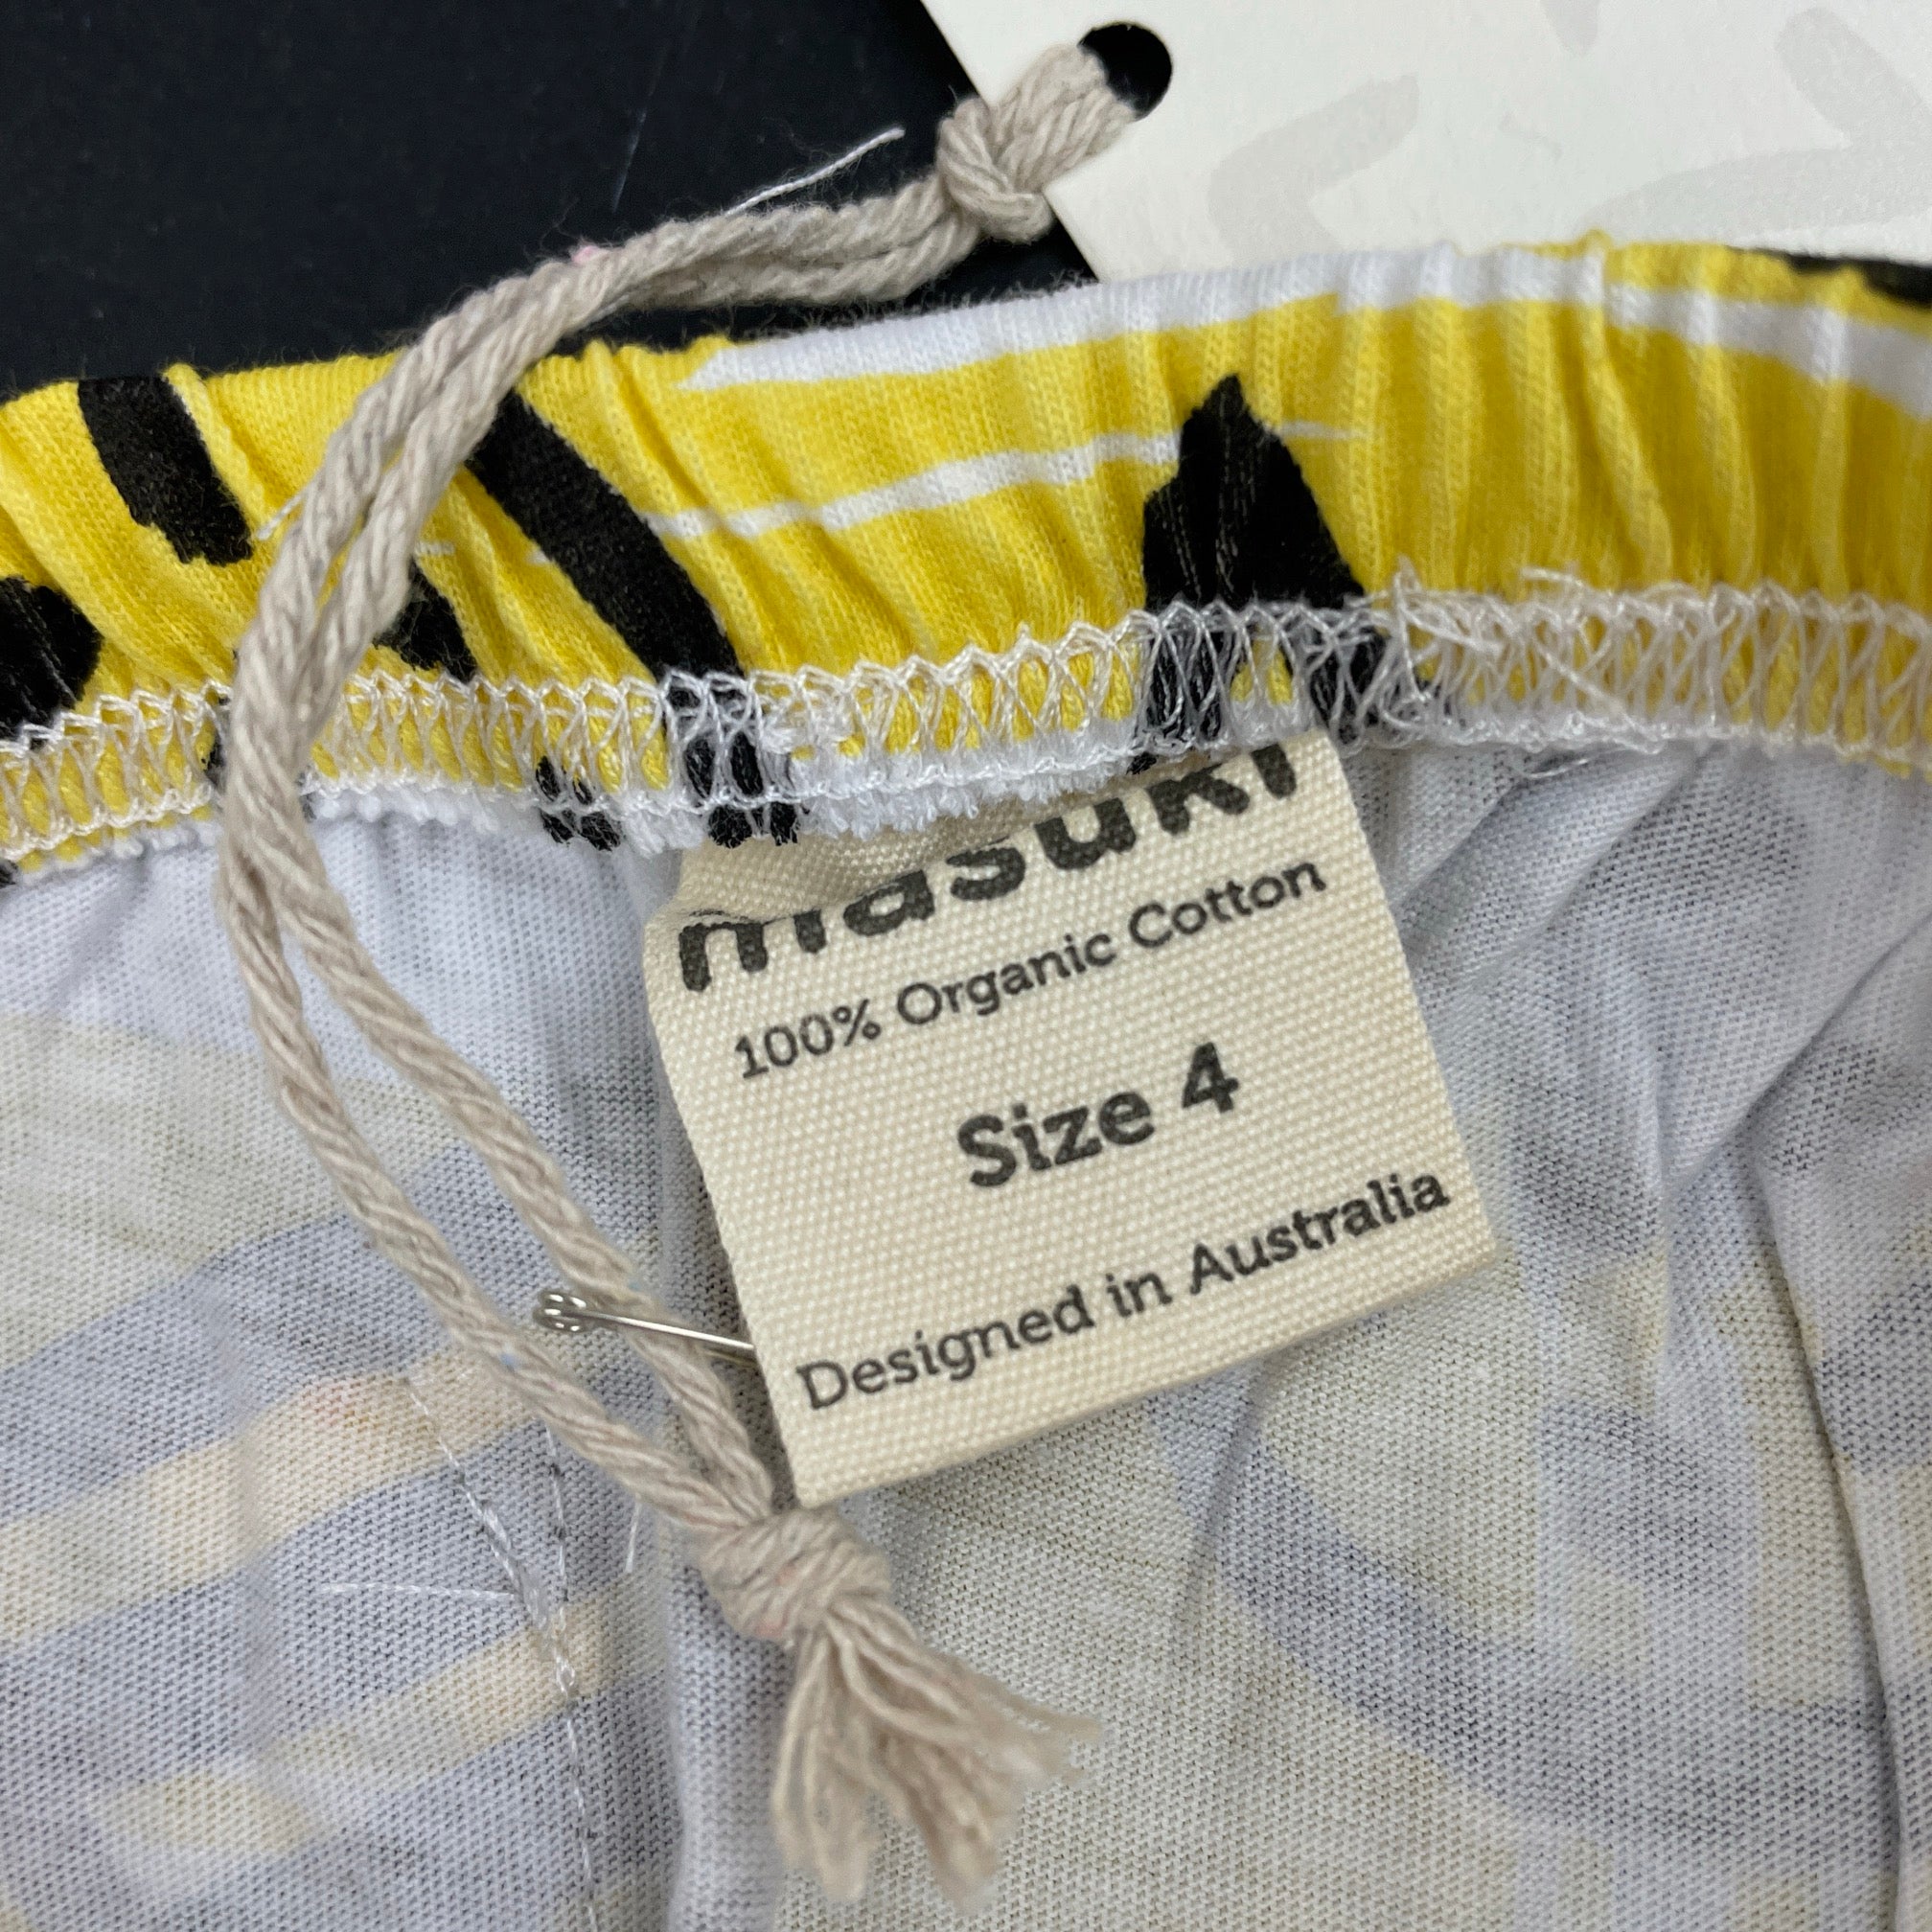 masuki
100% Organic Cotton
Size 4
Designed in Australia